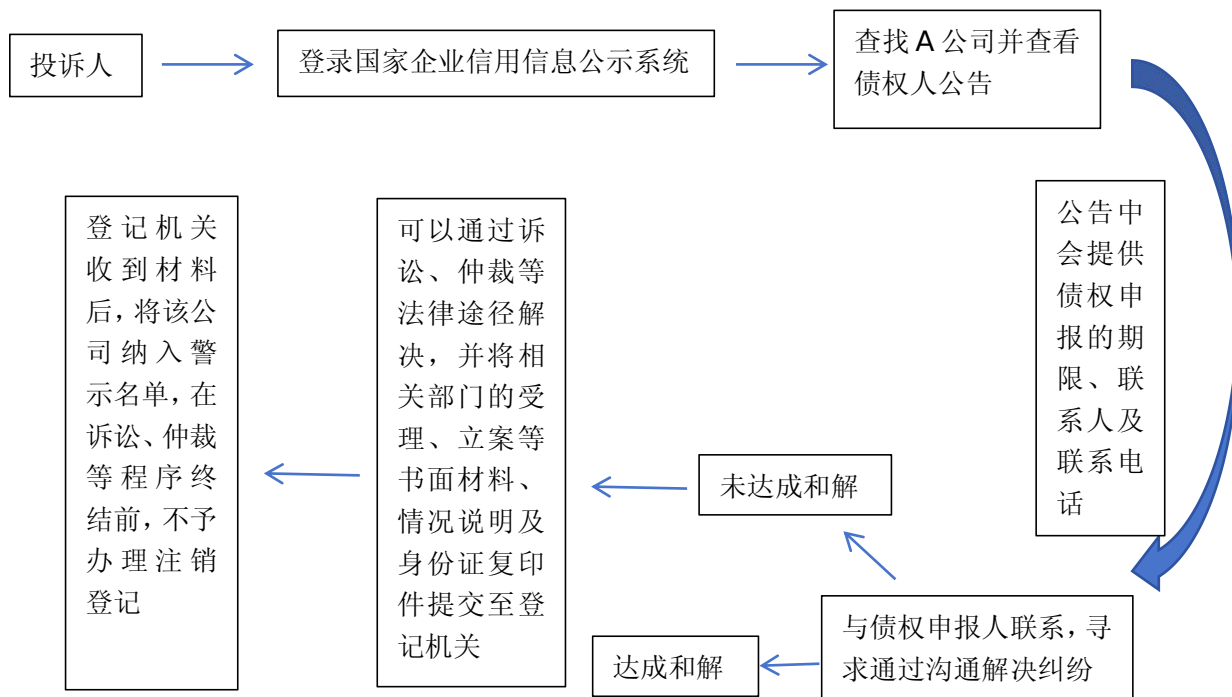 投诉人
登录国家企业信用信息公示系统
查找 A 公司并查看
债权人公告
公告中
会提供
债权申
报的期
限、联
系人及
联系电
话
与债权申报人联系，寻
求通过沟通解决纠纷
达成和解
未达成和解
可以通过诉
讼、仲裁等
法律途径解
决，并将相
关部门的受
理、立案等
书面材料、
情况说明及
身份证复印
件提交至登
记机关
登记机关
收到材料
后，将该公
司纳入警
示名单，在
诉讼、仲裁
等程序终
结前，不予
办理注销
登记